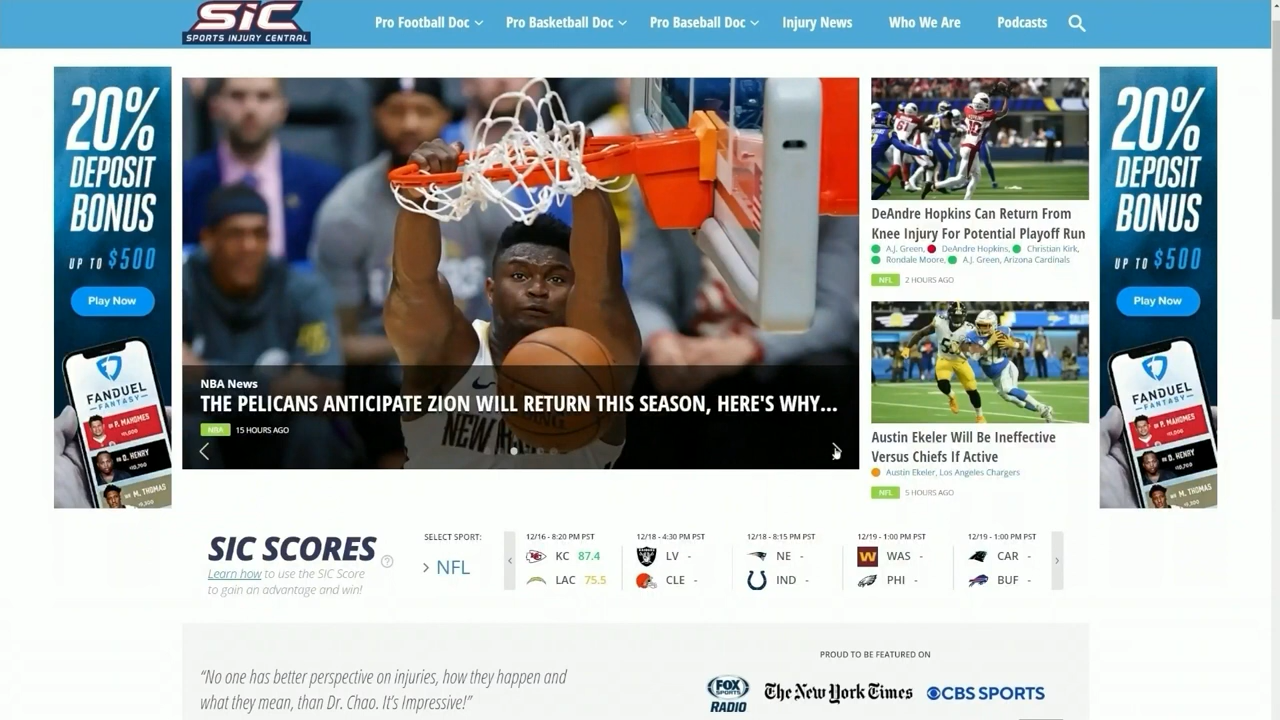 SiC
SPORTS INJURY CENTRAL
Pro Football Doc
Pro Basketball Doc
Pro Baseball Doc
Injury News
Who We Are
Podcasts
20%
DEPOSIT
BONUS
UP TO $500
Play Now
FANDUEL
FANTASY
P. MAHOMES
D. HENRY
M. THOMAS
NEW
NBA News
THE PELICANS ANTICIPATE ZION WILL RETURN THIS SEASON, HERE'S WHY...
NBA 15 HOURS AGO
DeAndre Hopkins Can Return From
Knee Injury For Potential Playoff Run
A.J. Green, DeAndre Hopkins, Christian Kirk,
Rondale Moore, A.J. Green, Arizona Cardinals
NFL 2 HOURS AGO
Austin Ekeler Will Be Ineffective
Versus Chiefs If Active
Austin Ekeler, Los Angeles Chargers
NFL 5 HOURS AGO
20%
DEPOSIT
BONUS
UP TO $500
Play Now
FANDUEL
FANTASY
P. MAHOMES
D. HENRY
M. THOMAS
SIC SCORES
Learn how to use the SIC Score
to gain an advantage and win!
SELECT SPORT:
NFL
12/16 - 8:20 PM PST
KC 87.4
LAC 75.5
12/18 - 4:30 PM PST
LV -
CLE -
12/18 - 8:15 PM PST
NE -
IND -
12/19 - 1:00 PM PST
WAS -
PHI -
12/19 - 1:00 PM PST
CAR -
BUF -
“No one has better perspective on injuries, how they happen and
what they mean, than Dr. Chao. It’s Impressive!”
PROUD TO BE FEATURED ON
FOX
SPORTS
RADIO
The New York Times
CBS SPORTS